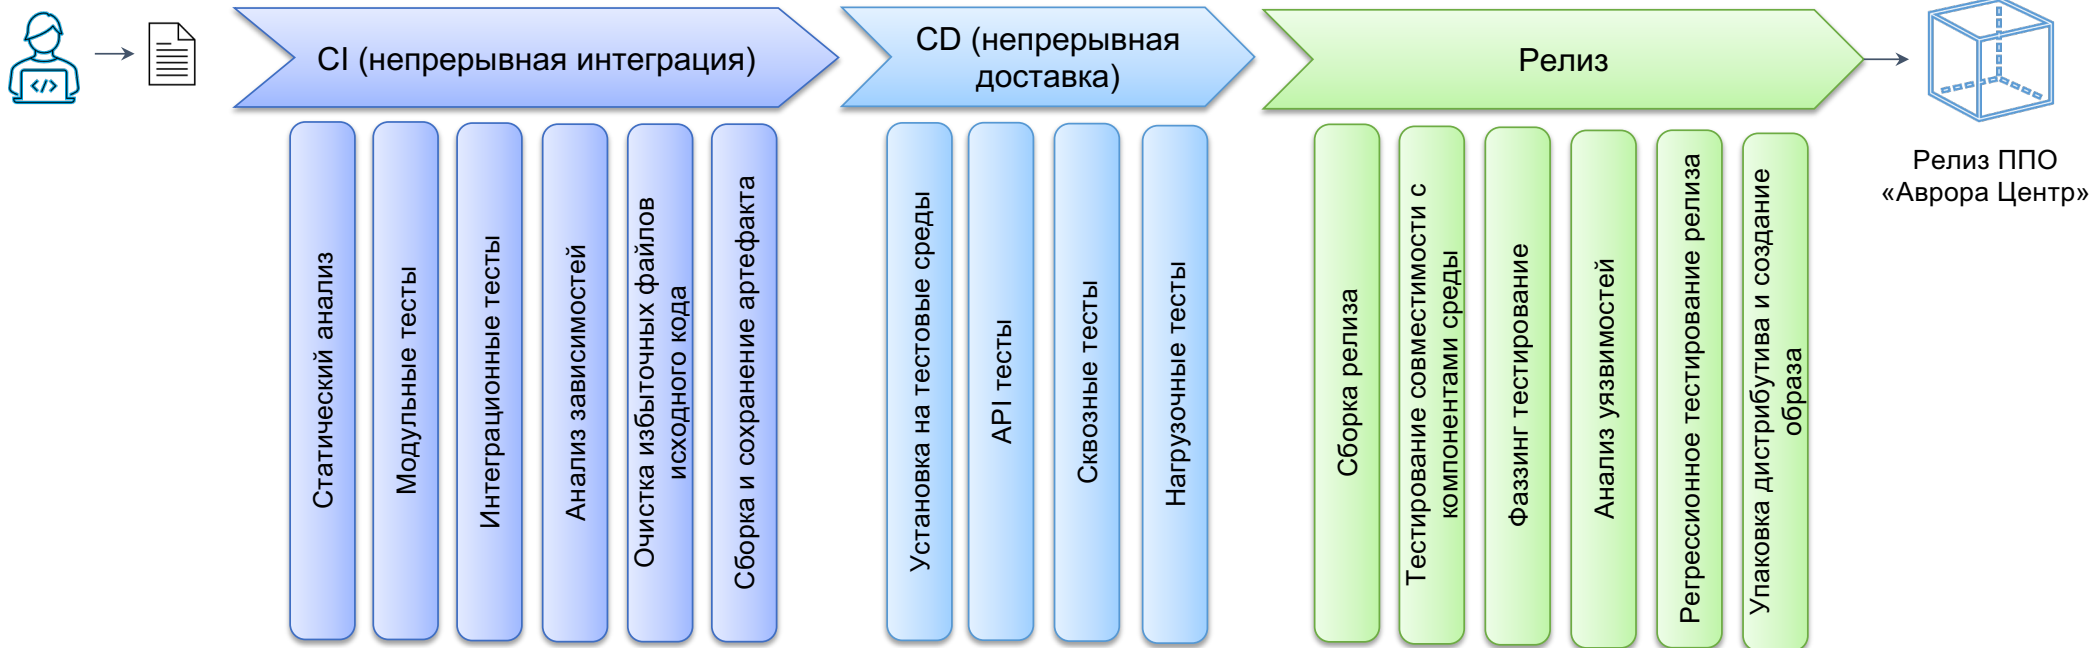 CI (непрерывная интеграция)
CD (непрерывная
доставка)
Релиз
Релиз ППО
«Аврора Центр»
</>
Статический анализ
Модульные тесты
Интеграционные тесты
Анализ зависимостей
Очистка избыточных файлов
исходного кода
Сборка и сохранение артефакта
Установка на тестовые среды
API тесты
Сквозные тесты
Нагрузочные тесты
Сборка релиза
Тестирование совместимости с
компонентами среды
Фаззинг тестирование
Анализ уязвимостей
Регрессионное тестирование релиза
Упаковка дистрибутива и создание
образа